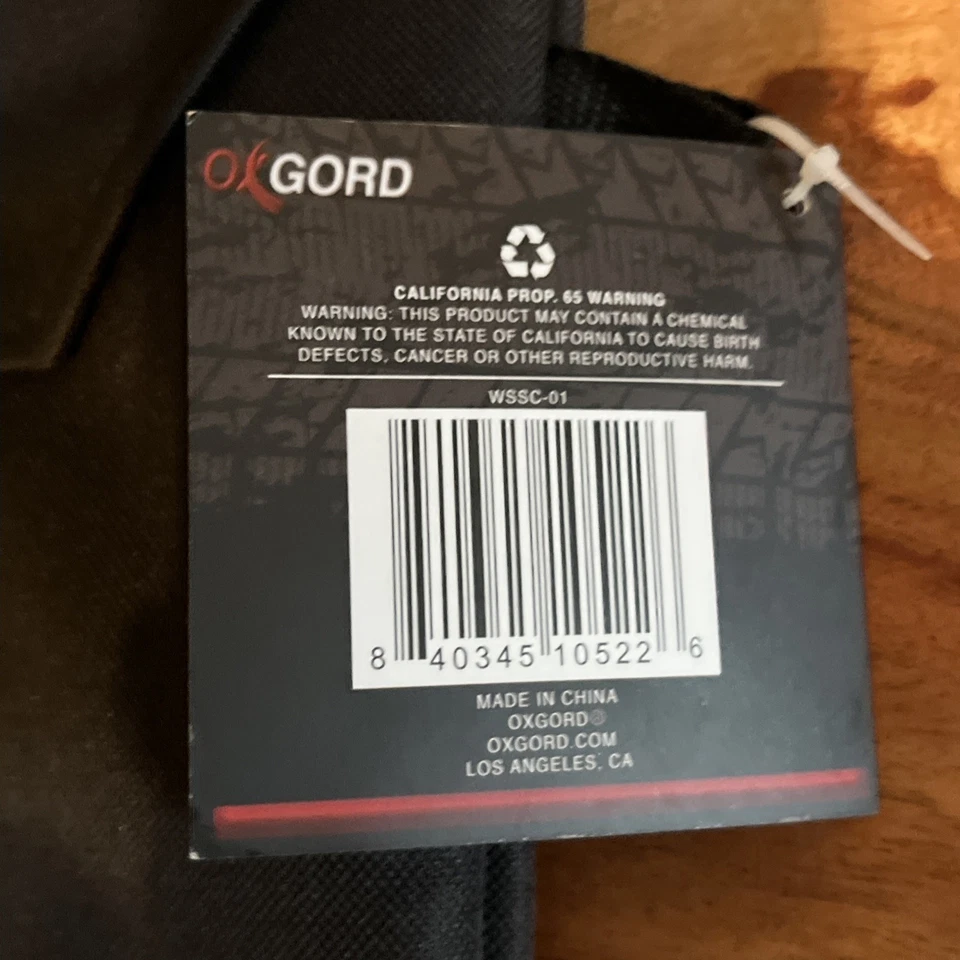 OXGORD
CALIFORNIA PROP. 65 WARNING
WARNING: THIS PRODUCT MAY CONTAIN A CHEMICAL
KNOWN TO THE STATE OF CALIFORNIA TO CAUSE BIRTH
DEFECTS, CANCER OR OTHER REPRODUCTIVE HARM.
WSSC-01
8 40345 10522 6
MADE IN CHINA
OXGORD®
OXGORD.COM
LOS ANGELES, CA